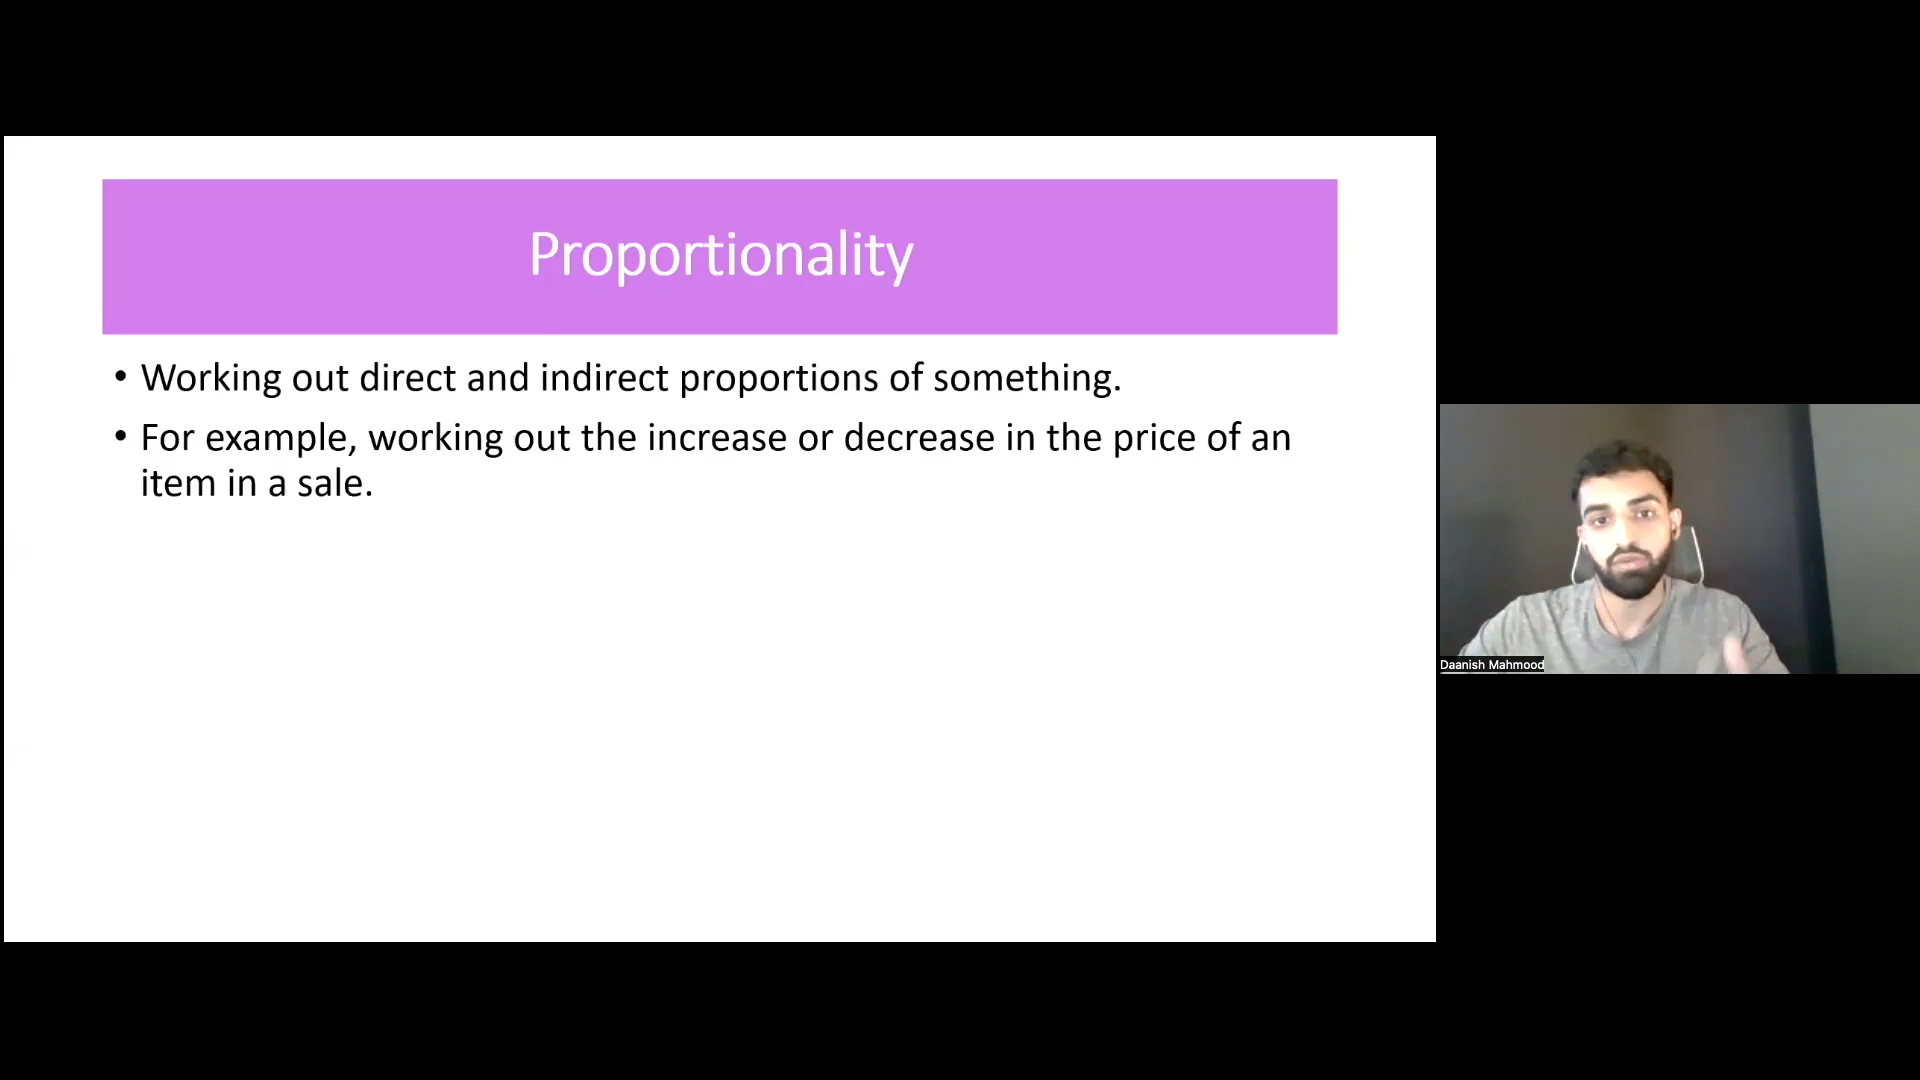 Proportionality
• Working out direct and indirect proportions of something.
• For example, working out the increase or decrease in the price of an
item in a sale.
Daanish Mahmood